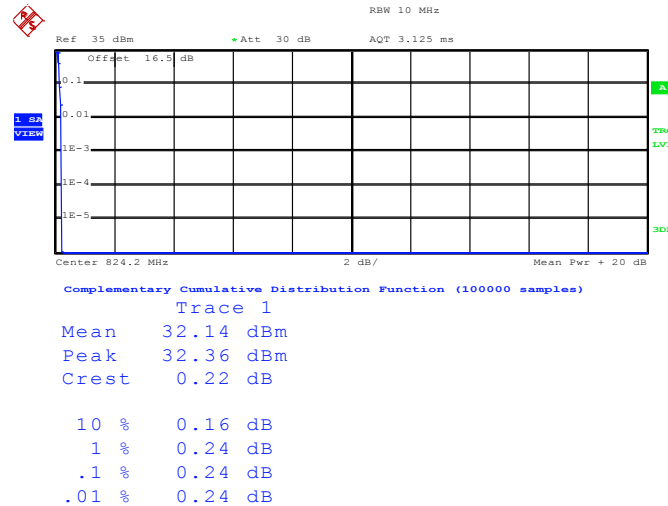 RBW 10 MHz
Ref 35 dBm * Att 30 dB AQT 3.125 ms
Offset 16.5 dB
0.1
A
0.01
1 SA
VIEW
TRG
LVL
1E-3
1E-4
1E-5
3DB
Center 824.2 MHz 2 dB/ Mean Pwr + 20 dB
Complementary Cumulative Distribution Function (100000 samples)
Trace 1
Mean 32.14 dBm
Peak 32.36 dBm
Crest 0.22 dB
10 % 0.16 dB
1 % 0.24 dB
.1 % 0.24 dB
.01 % 0.24 dB